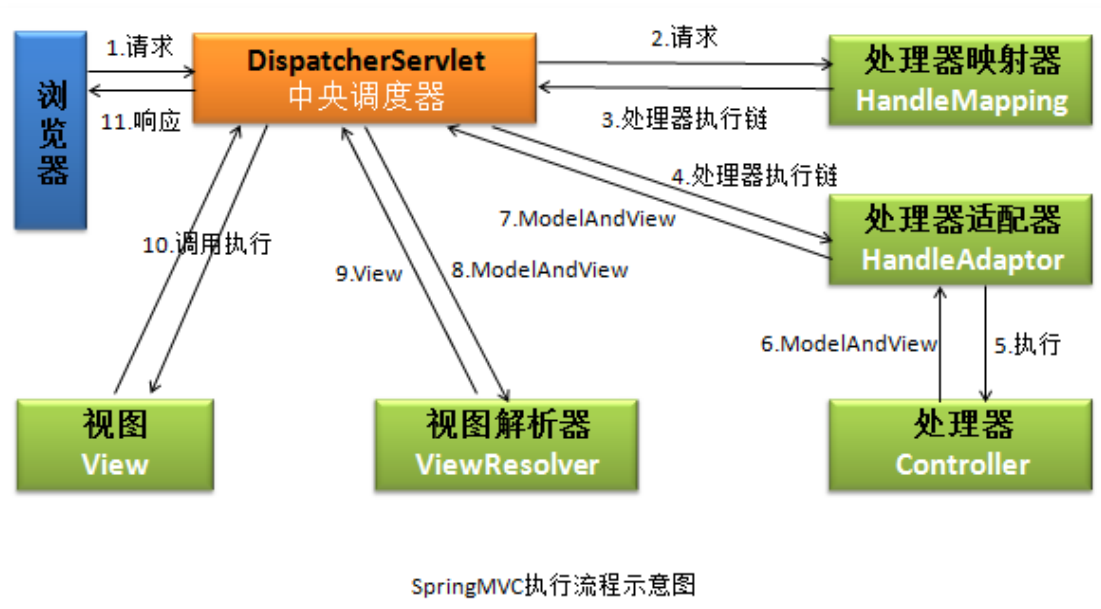 1.请求
DispatcherServlet
中央调度器
2.请求
处理器映射器
HandleMapping
浏
览
器
11.响应
3.处理器执行链
4.处理器执行链
7.ModelAndView
处理器适配器
HandleAdaptor
10.调用执行
9.View
8.ModelAndView
6.ModelAndView
5.执行
视图
View
视图解析器
ViewResolver
处理器
Controller
SpringMVC执行流程示意图